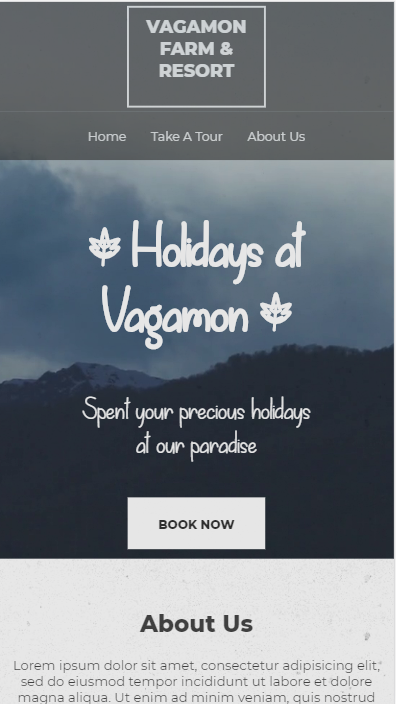 VAGAMON
FARM &
RESORT
Home Take A Tour About Us
Holidays at
Vagamon
Spent your precious holidays
at our paradise
BOOK NOW
About Us
Lorem ipsum dolor sit amet, consectetur adipisicing elit,
sed do eiusmod tempor incididunt ut labore et dolore
magna aliqua. Ut enim ad minim veniam, quis nostrud